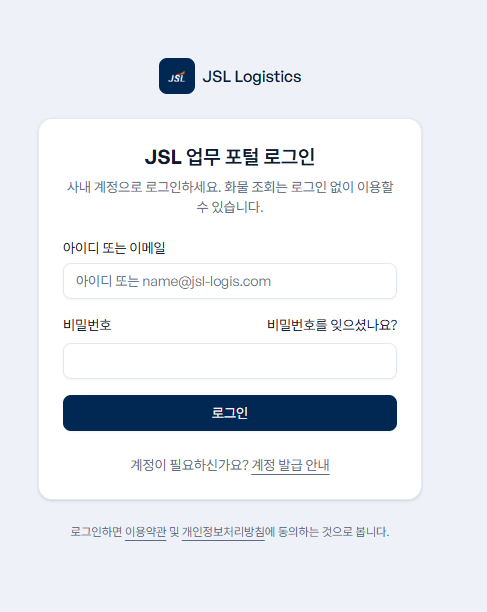 JSL
JSL Logistics
JSL 업무 포털 로그인
사내 계정으로 로그인하세요. 화물 조회는 로그인 없이 이용할
수 있습니다.
아이디 또는 이메일
아이디 또는 name@jsl-logis.com
비밀번호
비밀번호를 잊으셨나요?
로그인
계정이 필요하신가요? 계정 발급 안내
로그인하면 이용약관 및 개인정보처리방침에 동의하는 것으로 봅니다.